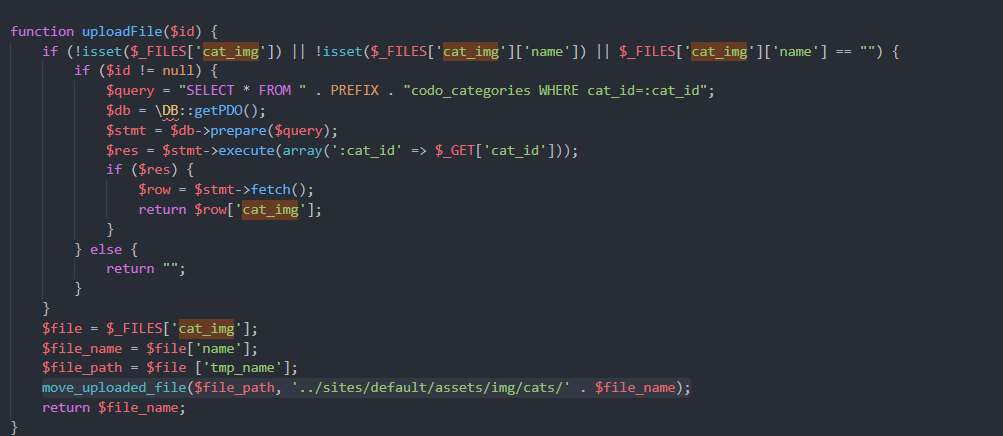 function uploadFile($id) {
    if (!isset($_FILES['cat_img']) || !isset($_FILES['cat_img']['name']) || $_FILES['cat_img']['name'] == "") {
        if ($id != null) {
            $query = "SELECT * FROM " . PREFIX . "codo_categories WHERE cat_id=:cat_id";
            $db = \DB::getPDO();
            $stmt = $db->prepare($query);
            $res = $stmt->execute(array(':cat_id' => $_GET['cat_id']));
            if ($res) {
                $row = $stmt->fetch();
                return $row['cat_img'];
            }
        } else {
            return "";
        }
    }
    $file = $_FILES['cat_img'];
    $file_name = $file['name'];
    $file_path = $file ['tmp_name'];
    move_uploaded_file($file_path, '../sites/default/assets/img/cats/' . $file_name);
    return $file_name;
}